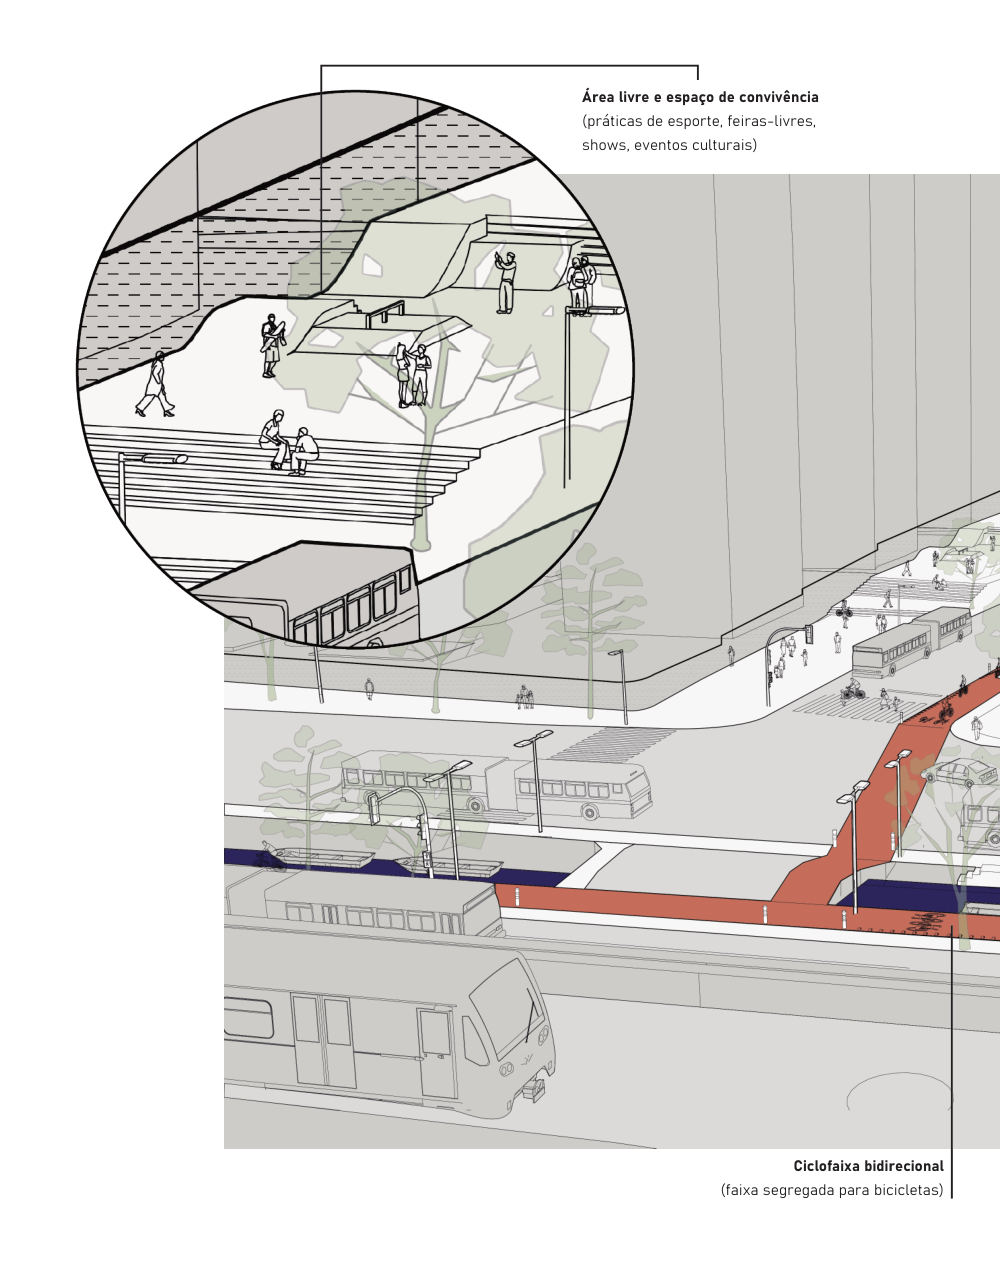 Área livre e espaço de convivência
(práticas de esporte, feiras-livres,
shows, eventos culturais)
Ciclofaixa bidirecional
(faixa segregada para bicicletas)